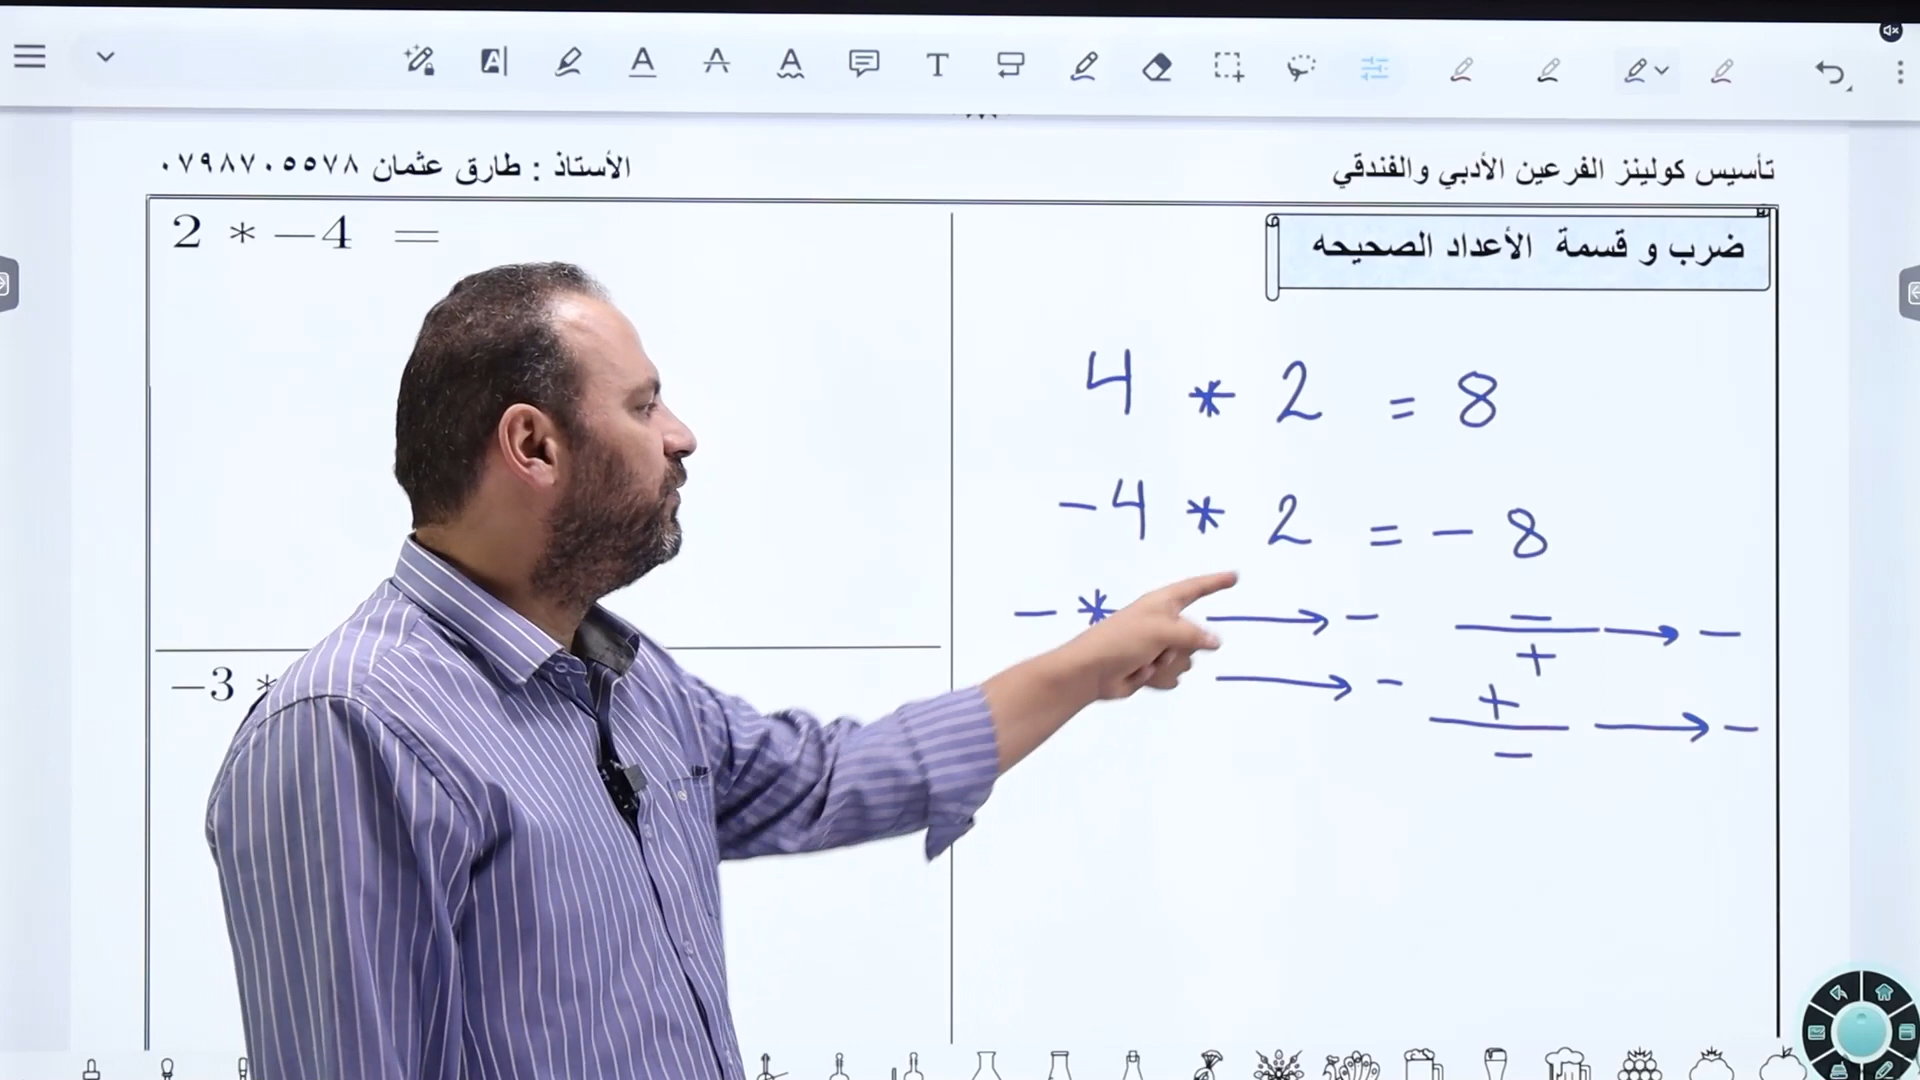 تأسيس كولينز الفرعين الأدبي والفندقي
الأستاذ : طارق عثمان ٠٧٩٨٧٠٥٥٧٨
ضرب و قسمة الأعداد الصحيحه
4 * 2 = 8
-4 * 2 = - 8
- * → -
→ -
- / + → -
+ / - → -
2 * -4 =
-3 *